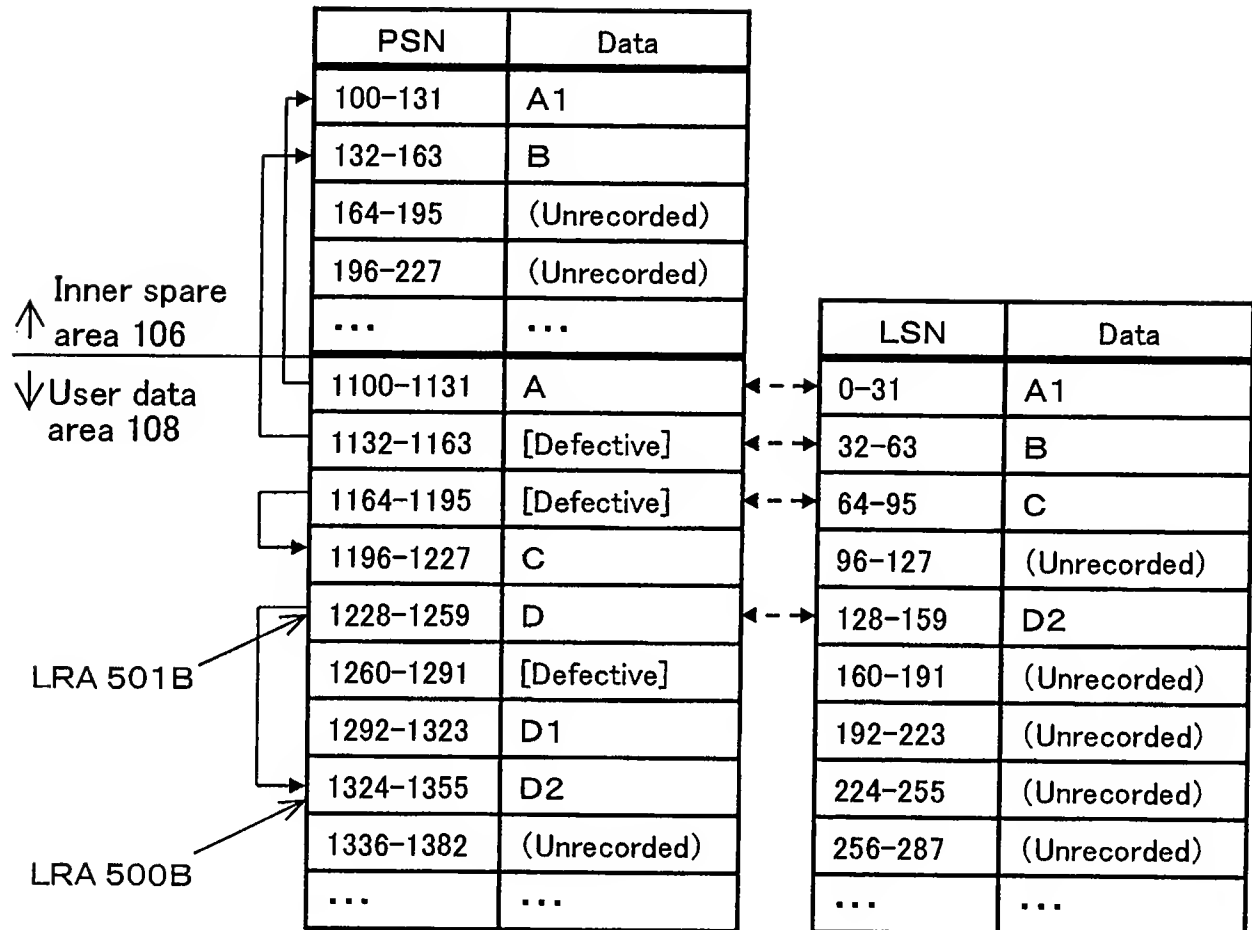 PSN Data
100-131 A1
132-163 B
164-195 (Unrecorded)
196-227 (Unrecorded)
... ...
1100-1131 A
1132-1163 [Defective]
1164-1195 [Defective]
1196-1227 C
1228-1259 D
1260-1291 [Defective]
1292-1323 D1
1324-1355 D2
1336-1382 (Unrecorded)
... ...
Inner spare
area 106
User data
area 108
LRA 501B
LRA 500B
LSN Data
0-31 A1
32-63 B
64-95 C
96-127 (Unrecorded)
128-159 D2
160-191 (Unrecorded)
192-223 (Unrecorded)
224-255 (Unrecorded)
256-287 (Unrecorded)
... ...